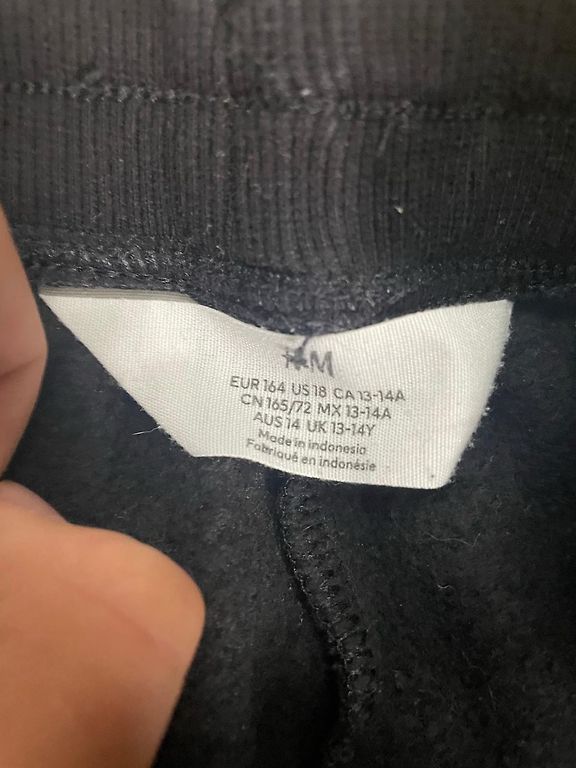 H&M
EUR 164 US 18 CA 13-14A
CN 165/72 MX 13-14A
AUS 14 UK 13-14Y
Made in indonesia
Fabriqué en indonésie